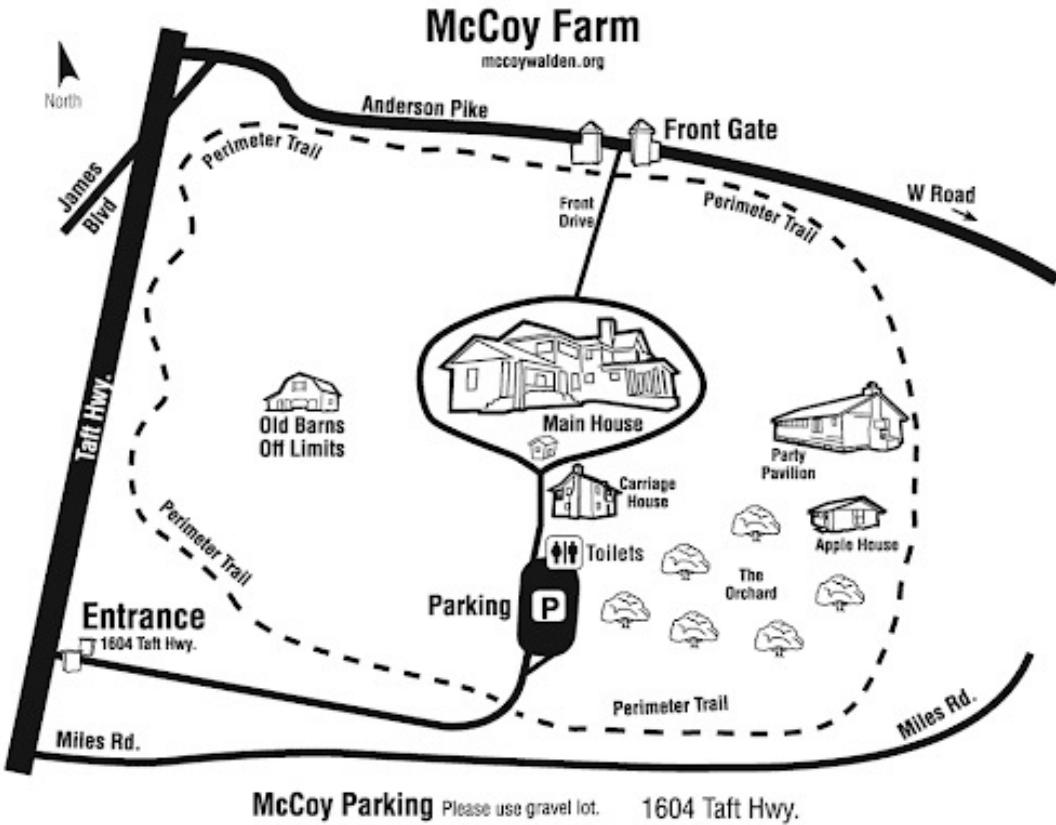 McCoy Farm
mccoywalden.org
North
Anderson Pike
Front Gate
Perimeter Trail
James
Blvd
Front
Drive
Perimeter Trail
W Road
Taft Hwy.
Old Barns
Off Limits
Main House
Party
Pavilion
Carriage
House
Apple House
Toilets
The
Orchard
Perimeter Trail
Parking
P
Entrance
1604 Taft Hwy.
Perimeter Trail
Miles Rd.
Miles Rd.
McCoy Parking Please use gravel lot. 1604 Taft Hwy.